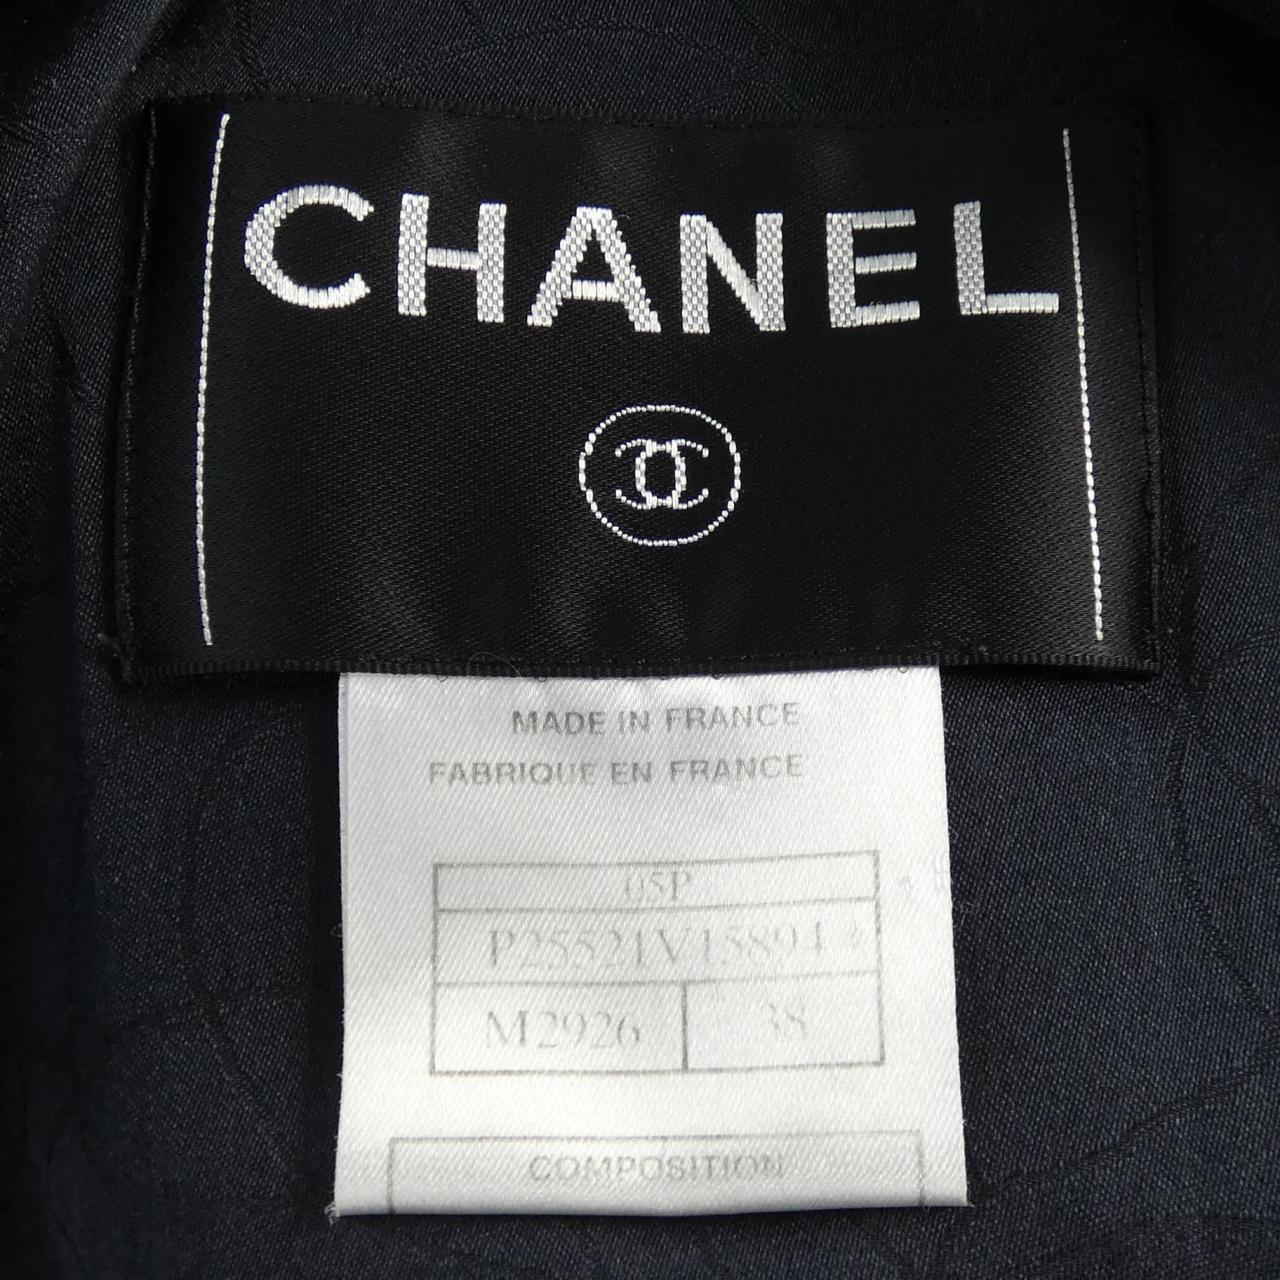 CHANEL
MADE IN FRANCE
FABRIQUE EN FRANCE
05P
P25521V15894
M2926 38
COMPOSITION